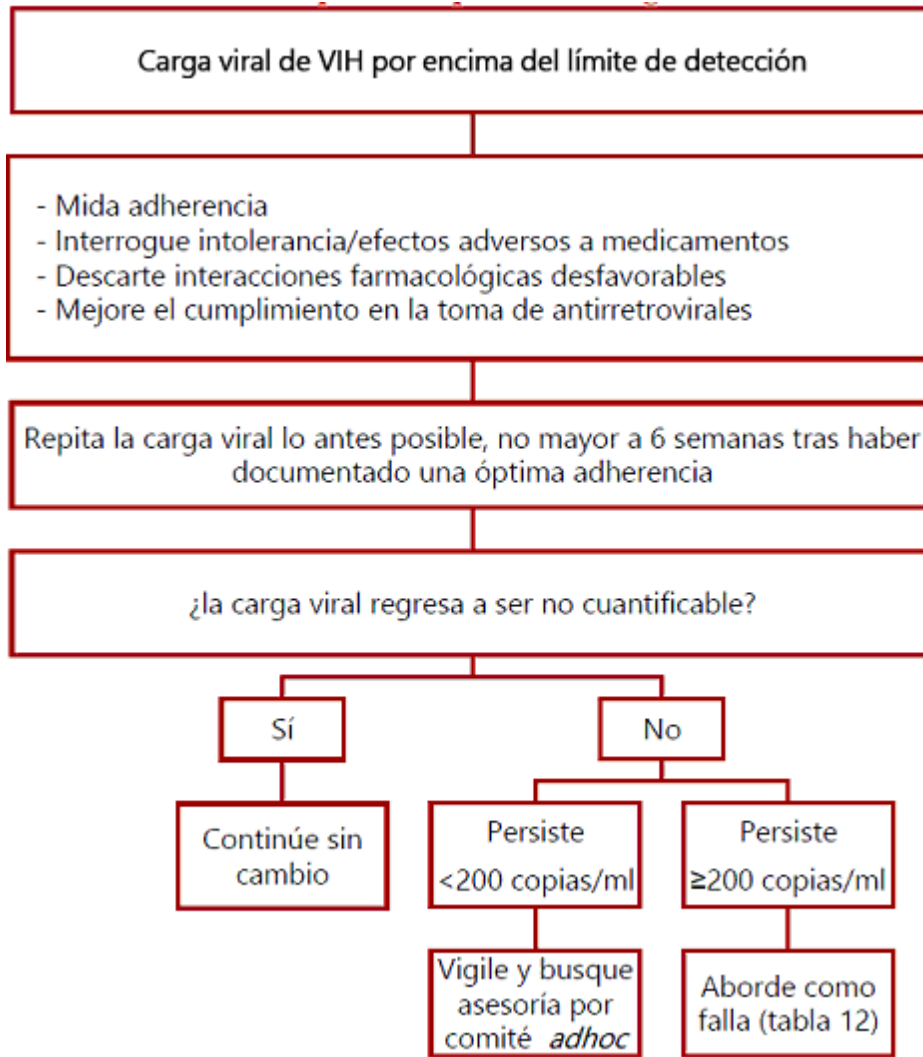 Carga viral de VIH por encima del límite de detección
- Mida adherencia
- Interrogue intolerancia/efectos adversos a medicamentos
- Descarte interacciones farmacológicas desfavorables
- Mejore el cumplimiento en la toma de antirretrovirales
Repita la carga viral lo antes posible, no mayor a 6 semanas tras haber
documentado una óptima adherencia
¿la carga viral regresa a ser no cuantificable?
Sí
No
Continúe sin
cambio
Persiste
<200 copias/ml
Persiste
≥200 copias/ml
Vigile y busque
asesoría por
comité adhoc
Aborde como
falla (tabla 12)